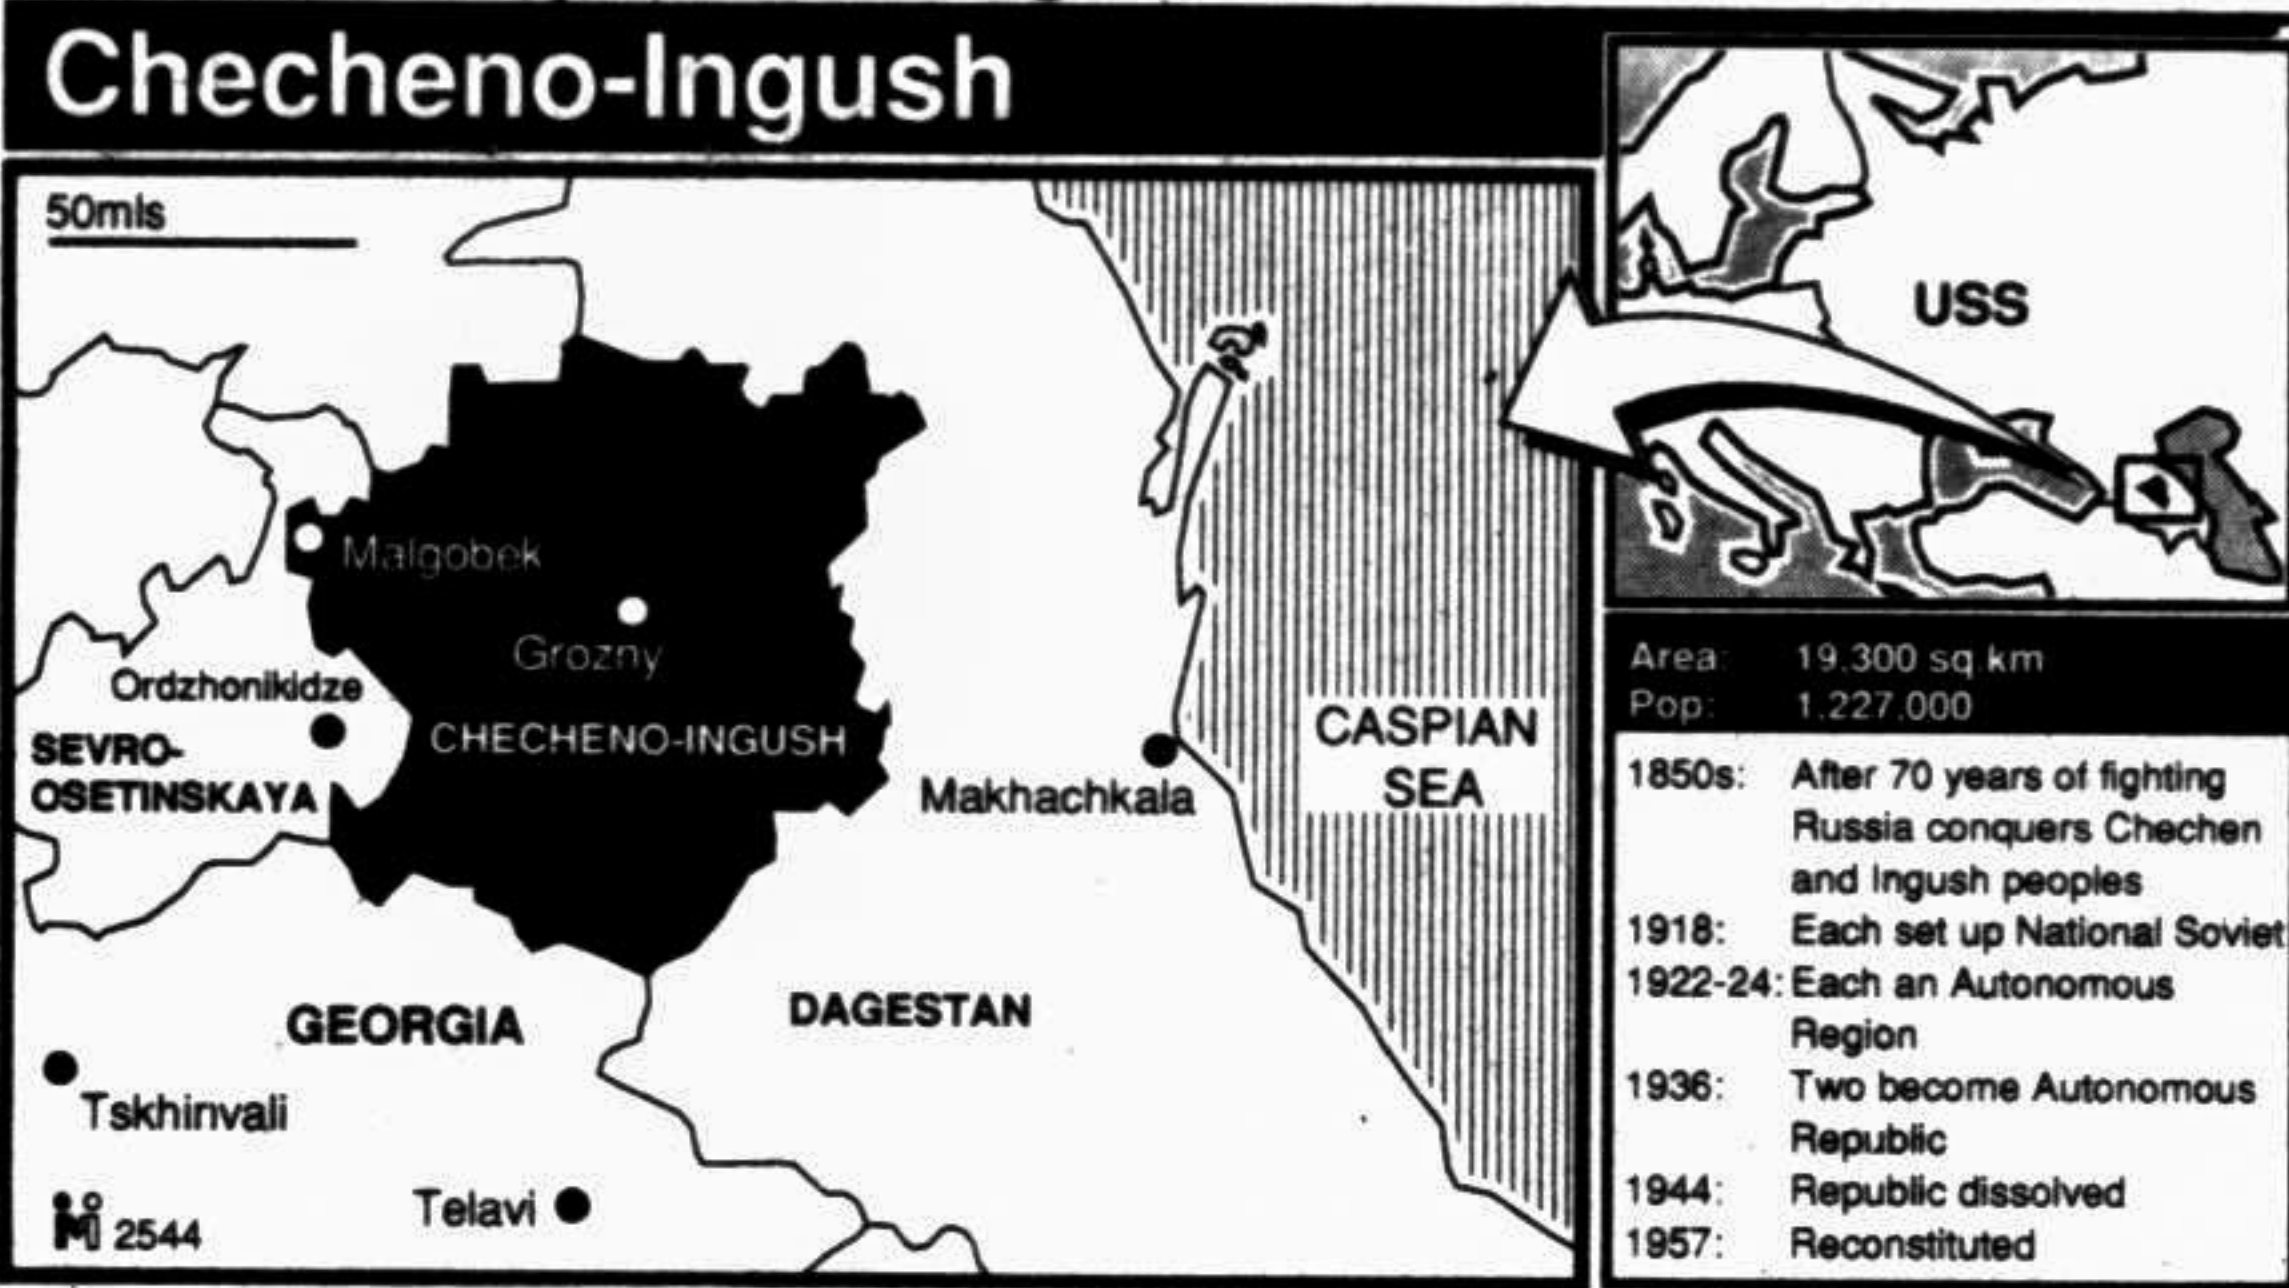 Checheno-Ingush
50mls
Malgobek
Grozny
Ordzhonikidze
CHECHENO-INGUSH
SEVRO-
OSETINSKAYA
Makhachkala
CASPIAN
SEA
GEORGIA
DAGESTAN
Tskhinvali
Telavi
2544
USS
Area: 19.300 sq.km
Pop: 1.227.000
1850s: After 70 years of fighting
Russia conquers Chechen
and Ingush peoples
1918: Each set up National Soviet
1922-24: Each an Autonomous
Region
1936: Two become Autonomous
Republic
1944: Republic dissolved
1957: Reconstituted